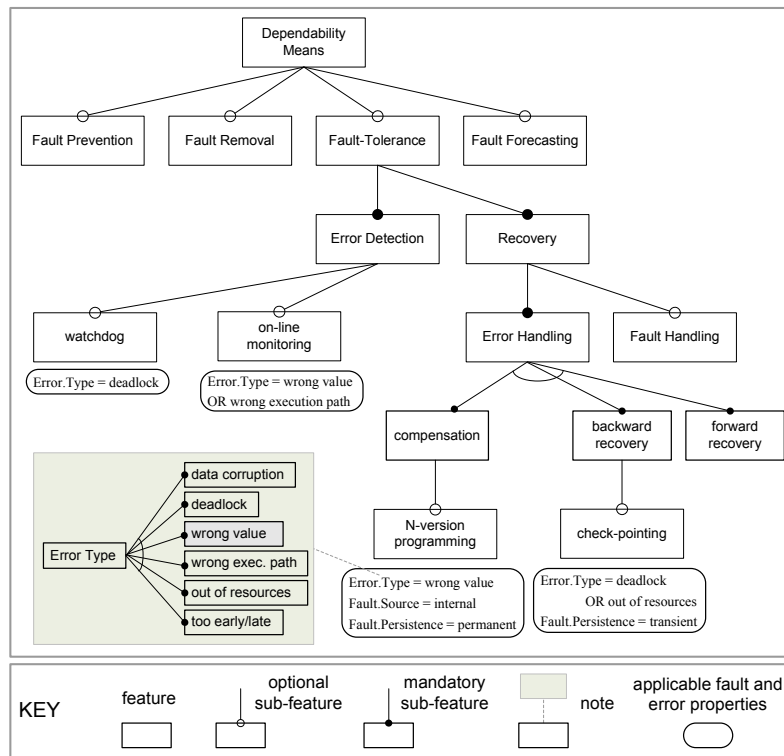 Dependability
Means
Fault Prevention
Fault Removal
Fault-Tolerance
Fault Forecasting
Error Detection
Recovery
watchdog
on-line
monitoring
Error Handling
Fault Handling
Error.Type = deadlock
Error.Type = wrong value
OR wrong execution path
compensation
backward
recovery
forward
recovery
N-version
programming
check-pointing
Error.Type = wrong value
Fault.Source = internal
Fault.Persistence = permanent
Error.Type = deadlock
OR out of resources
Fault.Persistence = transient
Error Type
data corruption
deadlock
wrong value
wrong exec. path
out of resources
too early/late
KEY
feature
optional
sub-feature
mandatory
sub-feature
note
applicable fault and
error properties